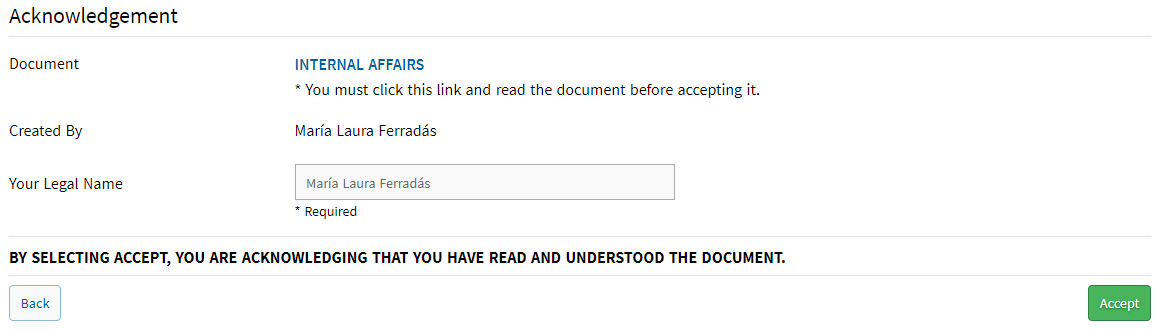 Acknowledgement
Document
INTERNAL AFFAIRS
* You must click this link and read the document before accepting it.
Created By
María Laura Ferradás
Your Legal Name
María Laura Ferradás
* Required
BY SELECTING ACCEPT, YOU ARE ACKNOWLEDGING THAT YOU HAVE READ AND UNDERSTOOD THE DOCUMENT.
Back
Accept